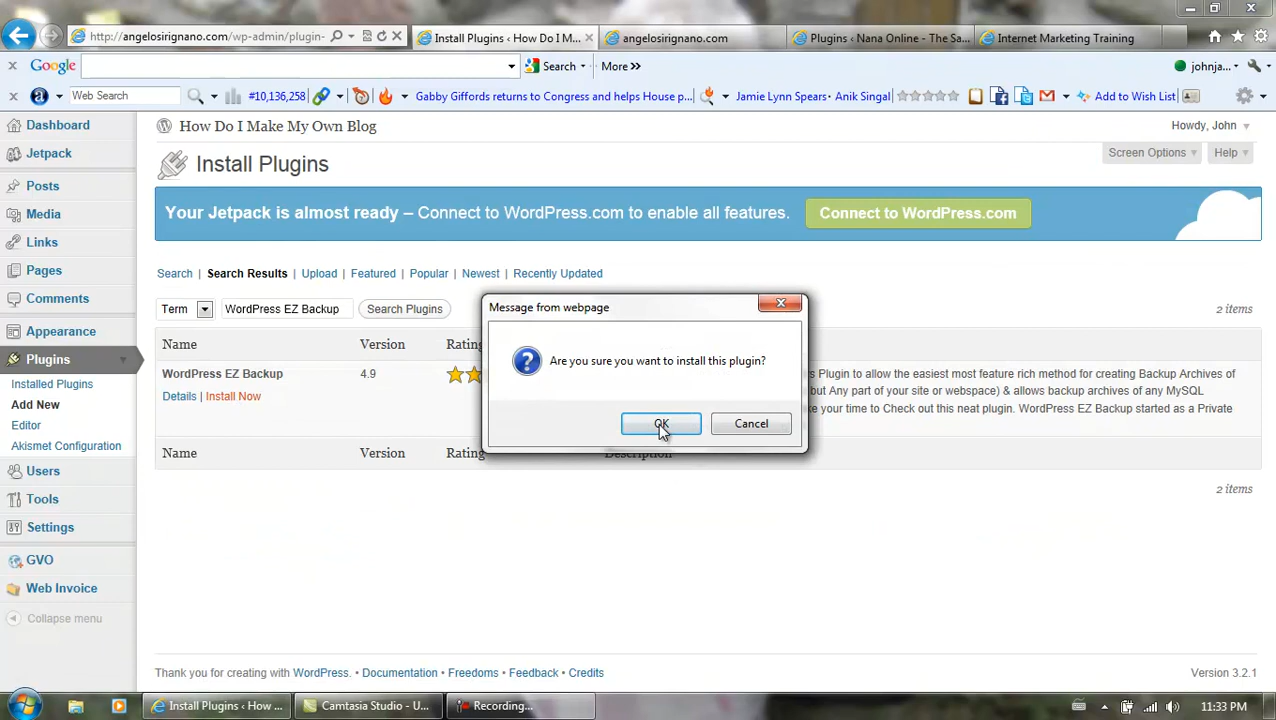 http://angelosirignano.com/wp-admin/plugin-
Install Plugins ‹ How Do I M...
angelosirignano.com
Plugins ‹ Nana Online - The Sa...
Internet Marketing Training
Google
Search
More »
johnja...
Web Search
#10,136,258
Gabby Giffords returns to Congress and helps House p...
Jamie Lynn Spears
Anik Singal
Add to Wish List
Dashboard
Jetpack
Posts
Media
Links
Pages
Comments
Appearance
Plugins
Installed Plugins
Add New
Editor
Akismet Configuration
Users
Tools
Settings
GVO
Web Invoice
Collapse menu
How Do I Make My Own Blog
Howdy, John
Install Plugins
Screen Options
Help
Your Jetpack is almost ready – Connect to WordPress.com to enable all features.
Connect to WordPress.com
Search | Search Results | Upload | Featured | Popular | Newest | Recently Updated
Term
WordPress EZ Backup
Search Plugins
2 items
Name Version Rating
WordPress EZ Backup 4.9
Details | Install Now
Plugin to allow the easiest most feature rich method for creating Backup Archives of
but Any part of your site or webspace) & allows backup archives of any MySQL
your time to Check out this neat plugin. WordPress EZ Backup started as a Private
Name Version Rating Description
2 items
Message from webpage
Are you sure you want to install this plugin?
OK
Cancel
Thank you for creating with WordPress. • Documentation • Freedoms • Feedback • Credits
Version 3.2.1
Install Plugins ‹ How ...
Camtasia Studio - U...
Recording...
11:33 PM